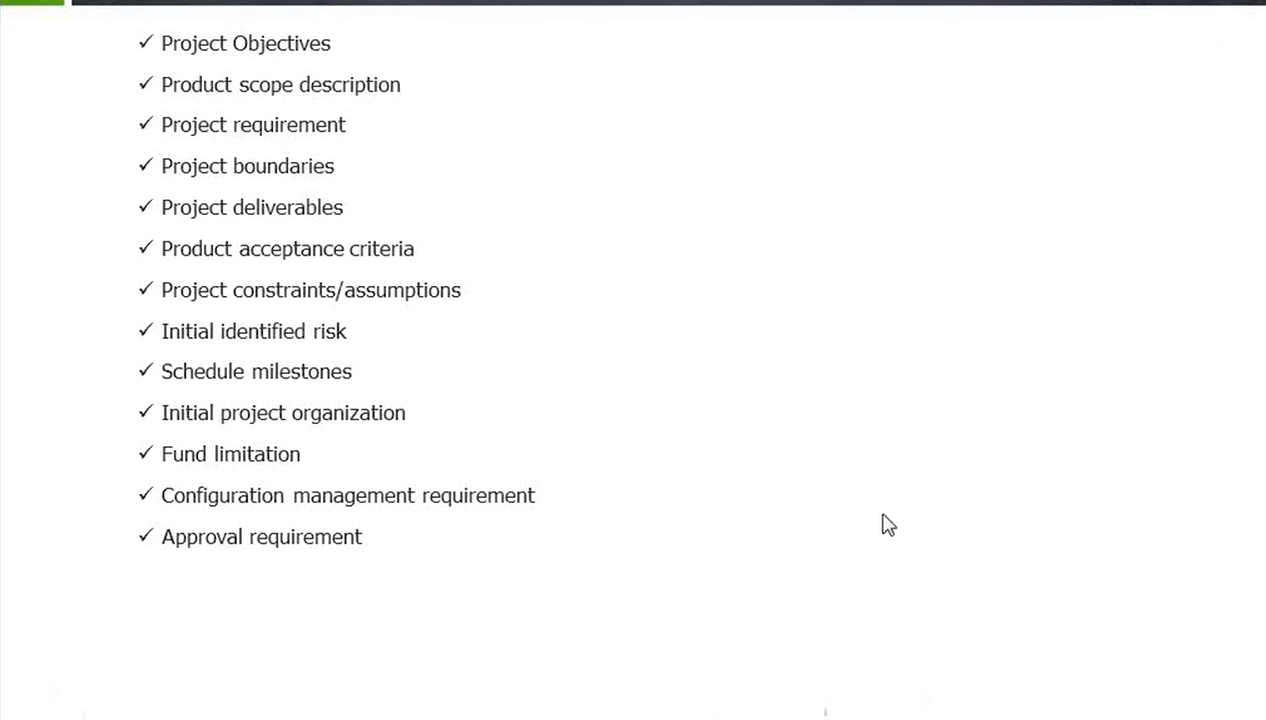 ✓ Project Objectives
✓ Product scope description
✓ Project requirement
✓ Project boundaries
✓ Project deliverables
✓ Product acceptance criteria
✓ Project constraints/assumptions
✓ Initial identified risk
✓ Schedule milestones
✓ Initial project organization
✓ Fund limitation
✓ Configuration management requirement
✓ Approval requirement